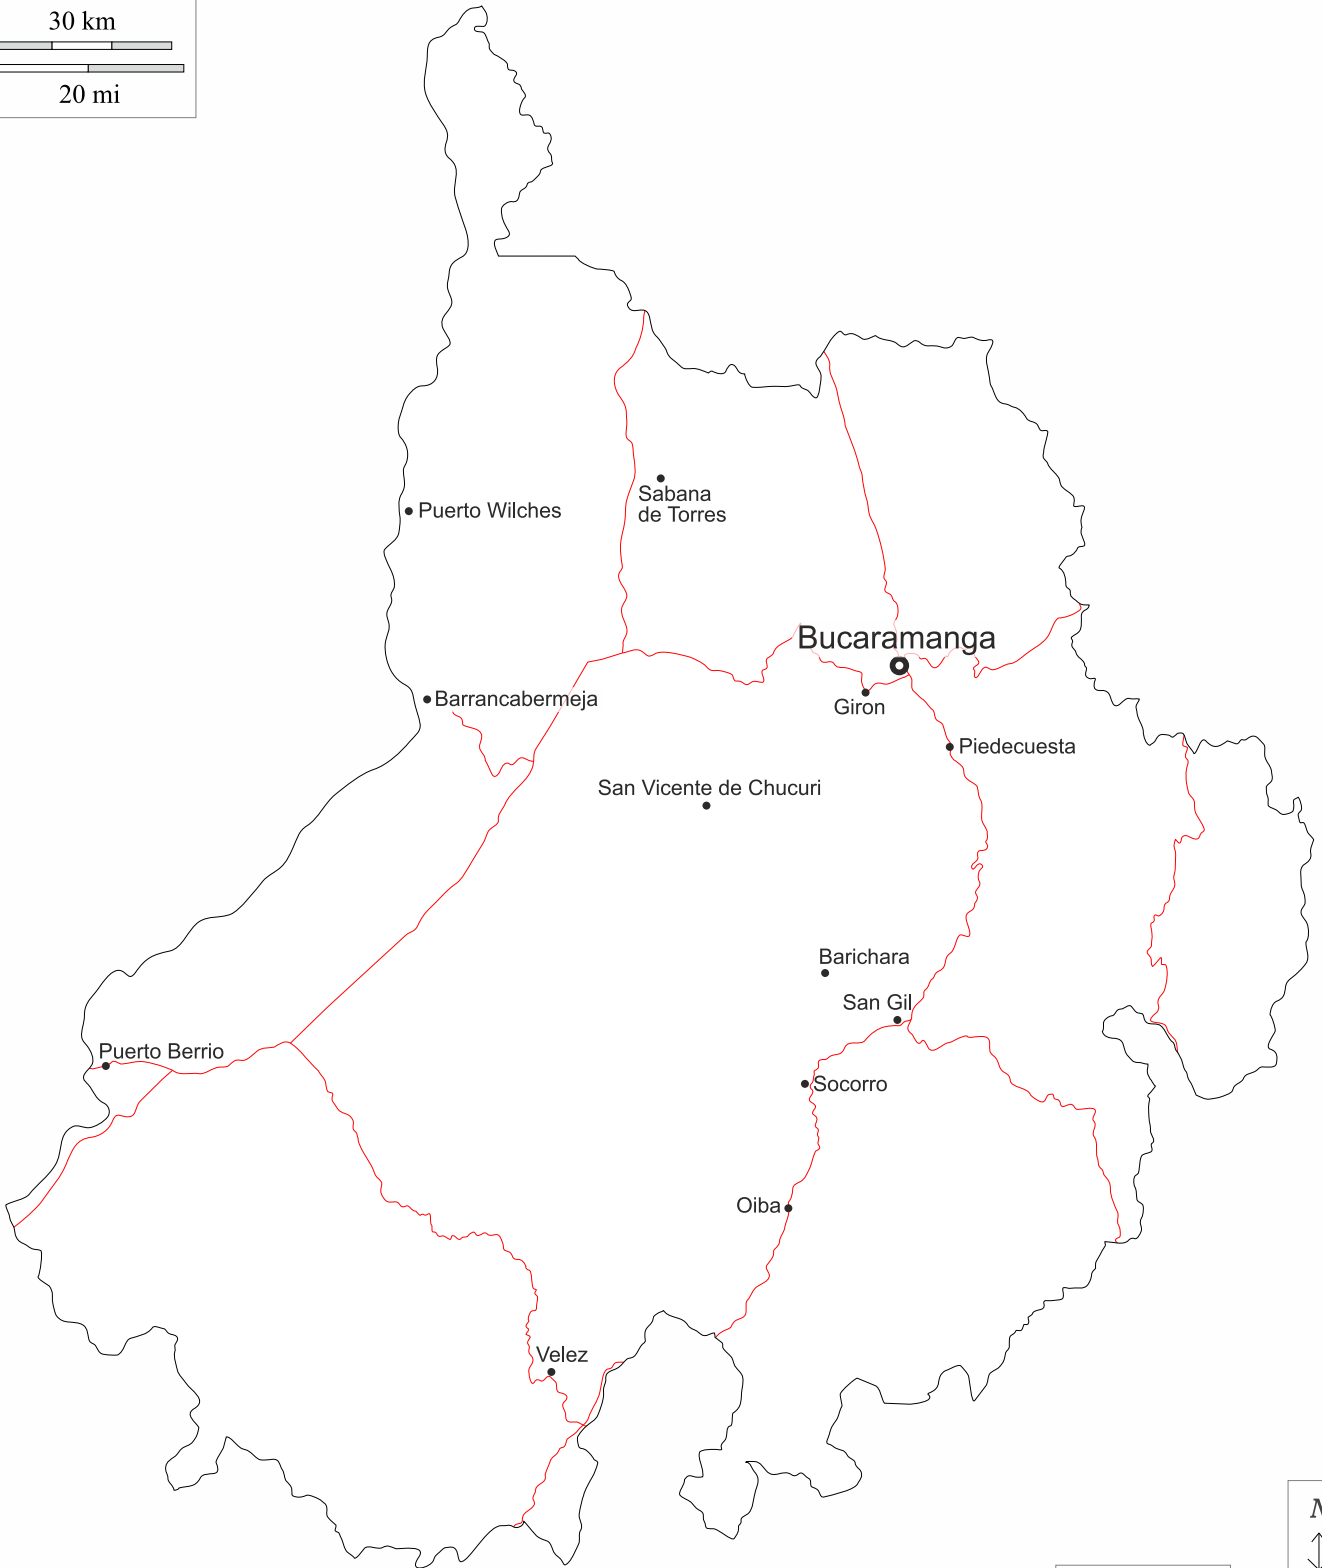 30 km
20 mi
Sabana
de Torres
Puerto Wilches
Bucaramanga
Barrancabermeja
Giron
Piedecuesta
San Vicente de Chucuri
Barichara
San Gil
Puerto Berrio
Socorro
Oiba
Velez